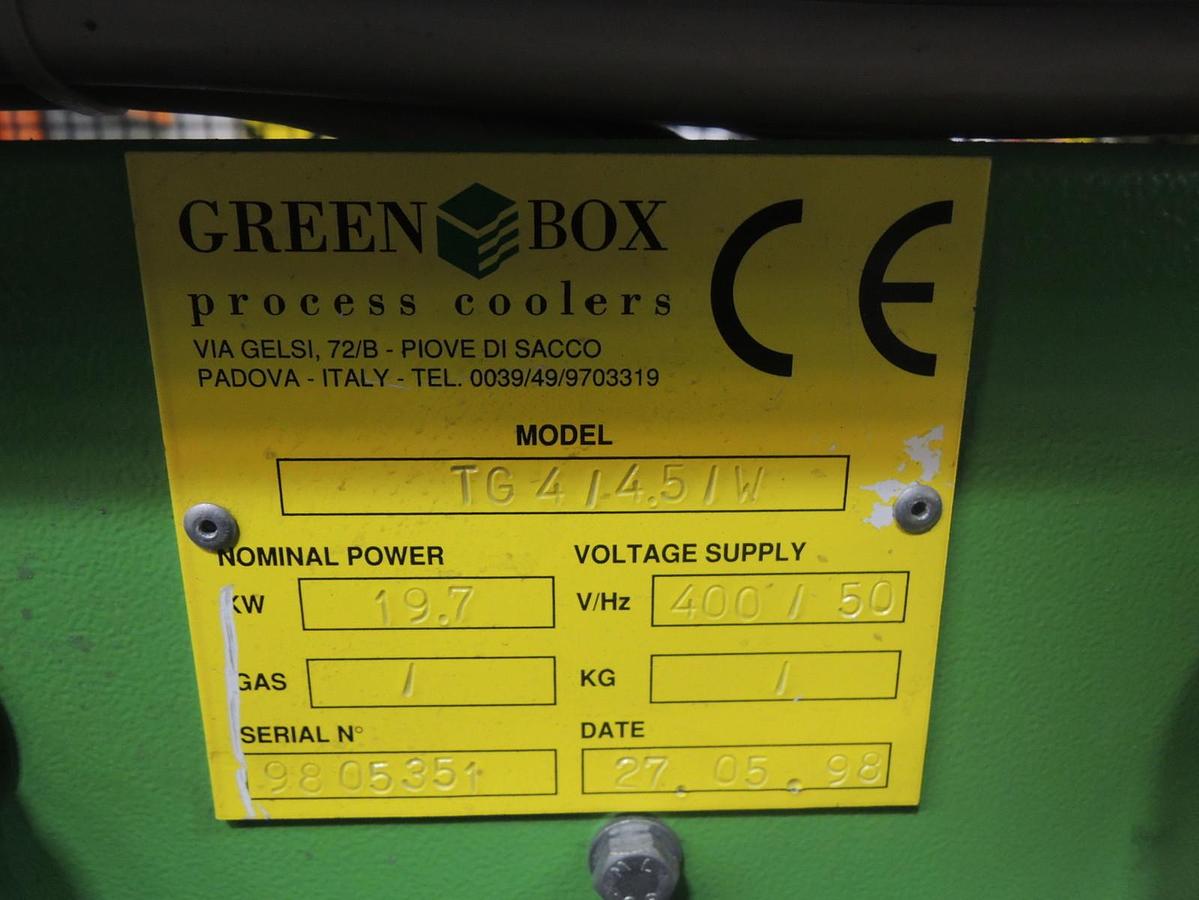 GREEN BOX
process coolers
VIA GELSI, 72/B - PIOVE DI SACCO
PADOVA - ITALY - TEL. 0039/49/9703319
CE
MODEL
TG 4 / 4.5 / W
NOMINAL POWER VOLTAGE SUPPLY
KW 19.7 V/Hz 400 / 50
GAS / KG /
SERIAL N° DATE
9805351 27. 05. 98